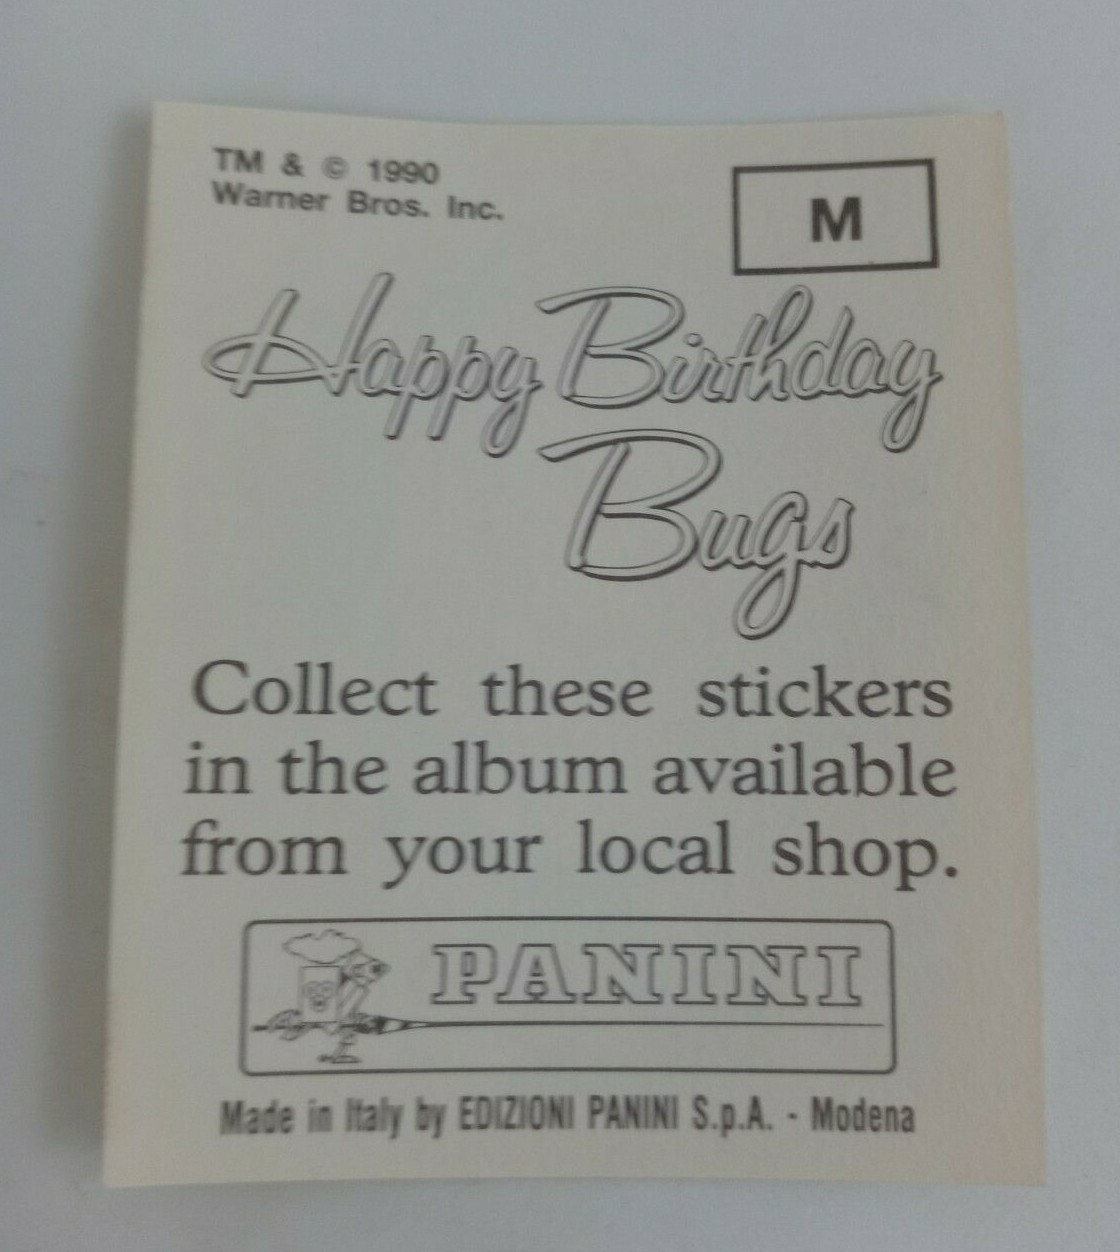 TM & © 1990
Warner Bros. Inc.
M
Happy Birthday
Bugs
Collect these stickers
in the album available
from your local shop.
PANINI
Made in Italy by EDIZIONI PANINI S.p.A. - Modena